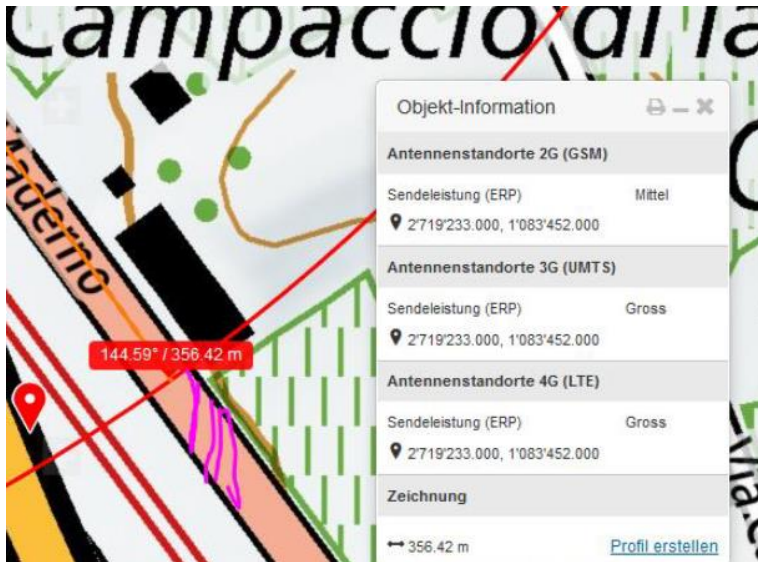 Campaccio di la
Maderno
144.59° / 356.42 m
Objekt-Information
Antennenstandorte 2G (GSM)
Sendeleistung (ERP) Mittel
2'719'233.000, 1'083'452.000
Antennenstandorte 3G (UMTS)
Sendeleistung (ERP) Gross
2'719'233.000, 1'083'452.000
Antennenstandorte 4G (LTE)
Sendeleistung (ERP) Gross
2'719'233.000, 1'083'452.000
Zeichnung
356.42 m Profil erstellen